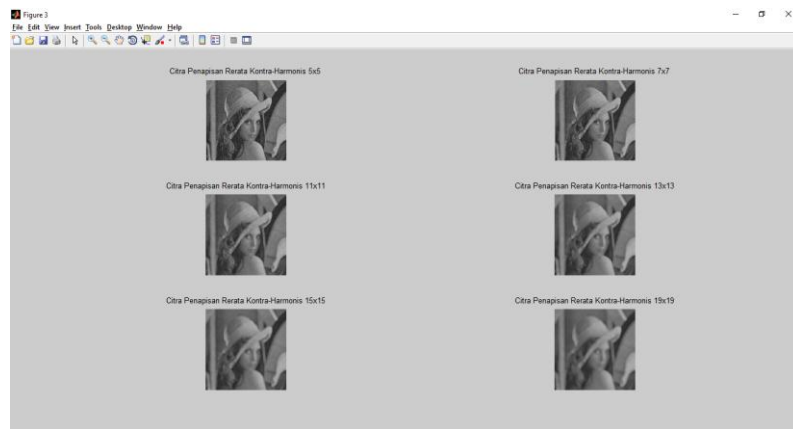 Figure 3
File Edit View Insert Tools Desktop Window Help
Citra Penapisan Rerata Kontra-Harmonis 5x5
Citra Penapisan Rerata Kontra-Harmonis 7x7
Citra Penapisan Rerata Kontra-Harmonis 11x11
Citra Penapisan Rerata Kontra-Harmonis 13x13
Citra Penapisan Rerata Kontra-Harmonis 15x15
Citra Penapisan Rerata Kontra-Harmonis 19x19